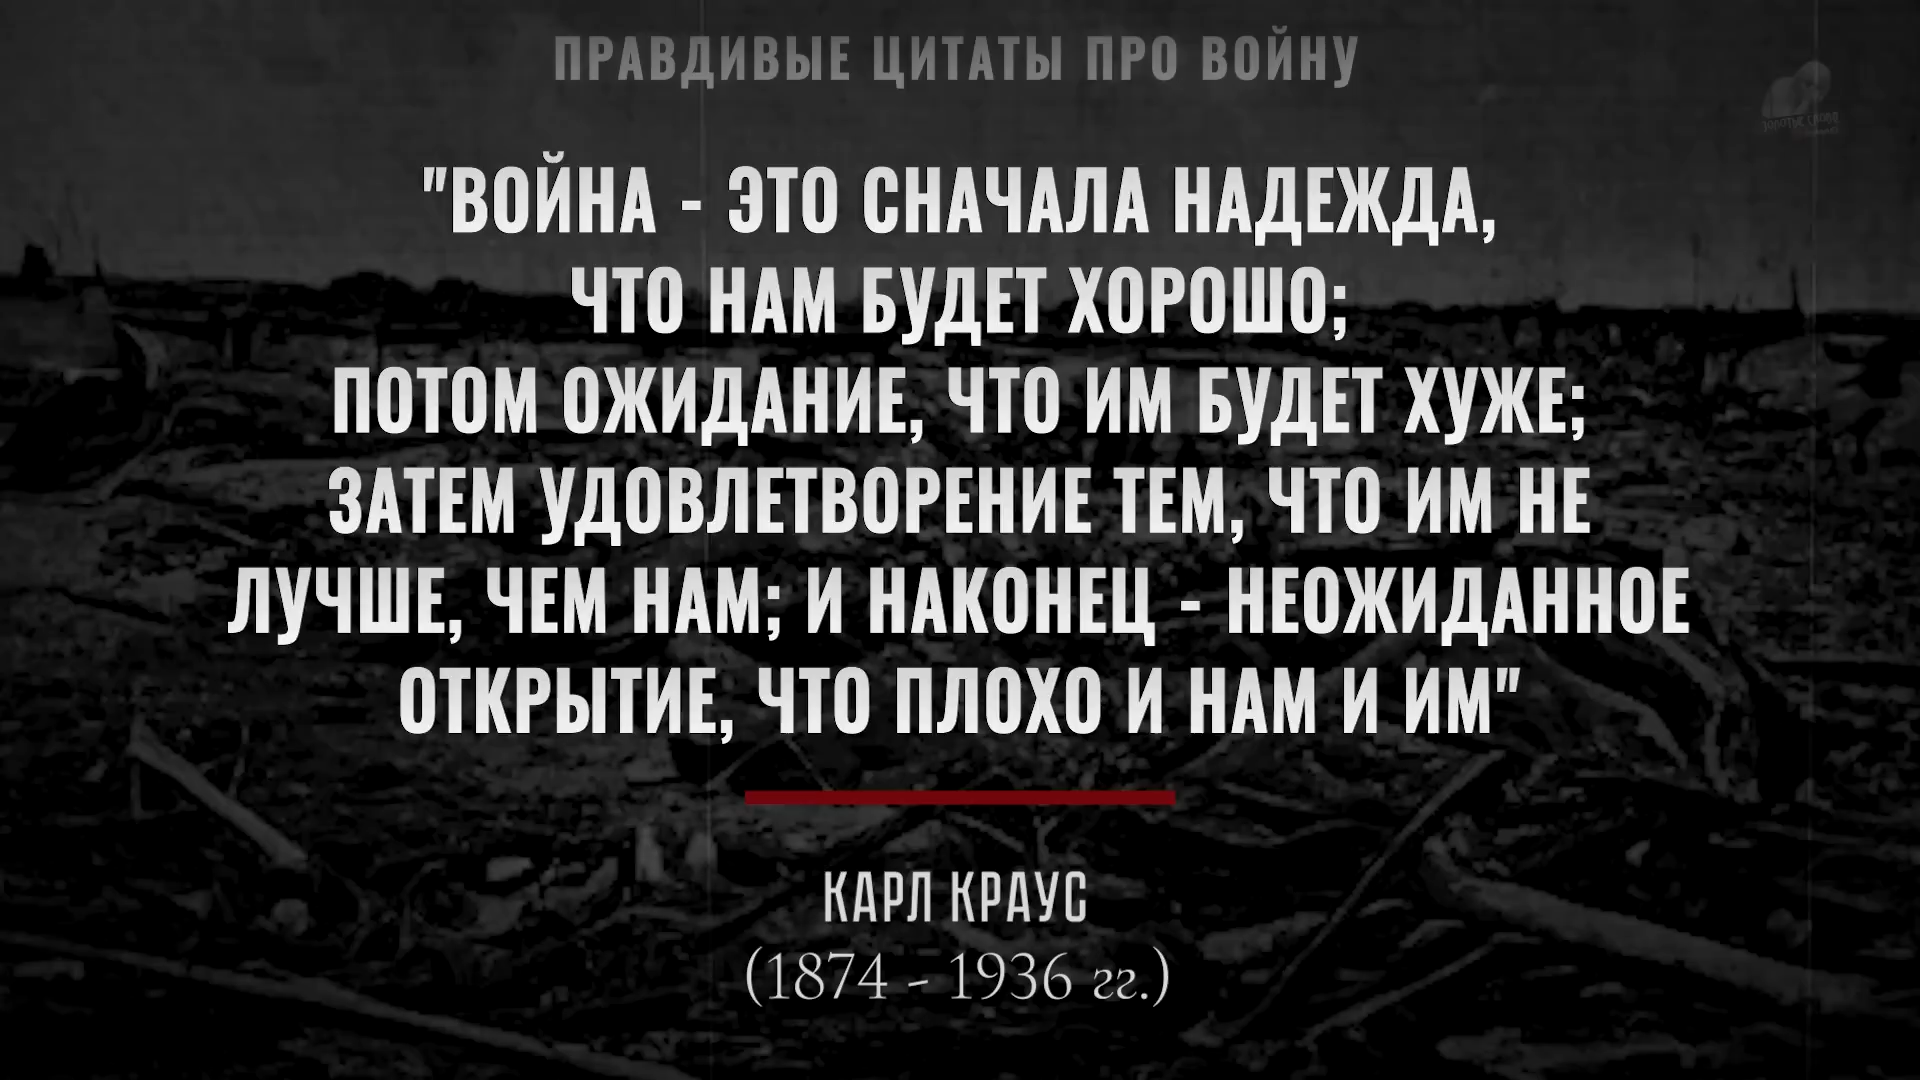 ПРАВДИВЫЕ ЦИТАТЫ ПРО ВОЙНУ
"ВОЙНА - ЭТО СНАЧАЛА НАДЕЖДА,
ЧТО НАМ БУДЕТ ХОРОШО;
ПОТОМ ОЖИДАНИЕ, ЧТО ИМ БУДЕТ ХУЖЕ;
ЗАТЕМ УДОВЛЕТВОРЕНИЕ ТЕМ, ЧТО ИМ НЕ
ЛУЧШЕ, ЧЕМ НАМ; И НАКОНЕЦ - НЕОЖИДАННОЕ
ОТКРЫТИЕ, ЧТО ПЛОХО И НАМ И ИМ"
КАРЛ КРАУС
(1874 - 1936 гг.)